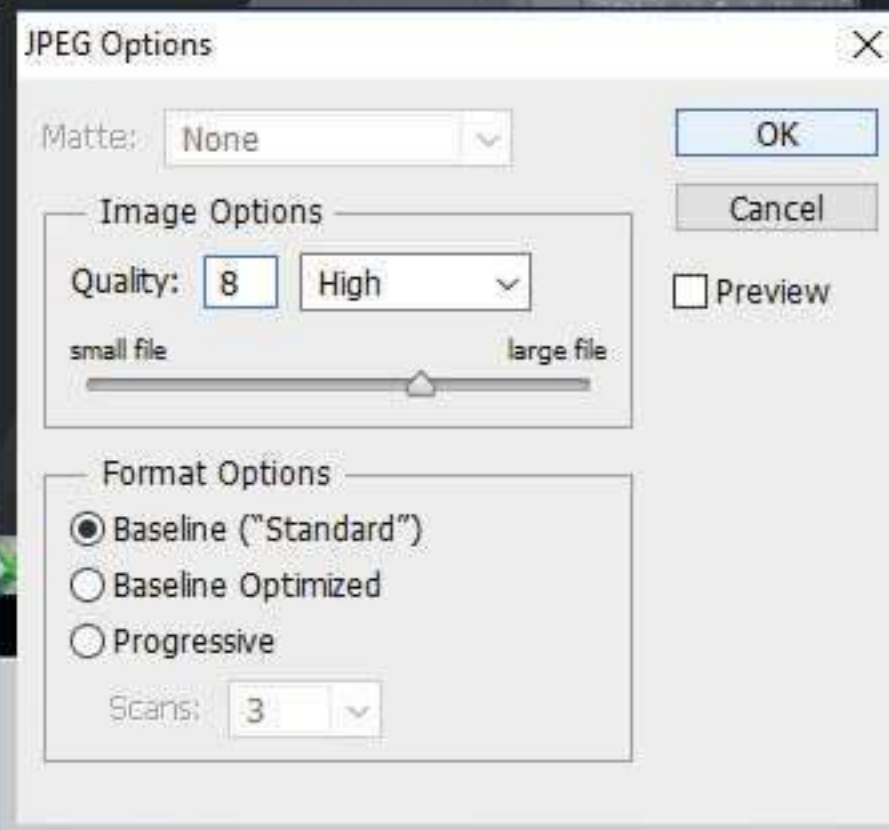 JPEG Options
Matte: None
OK
Cancel
Preview
Image Options
Quality: 8 High
small file large file
Format Options
Baseline (“Standard”)
Baseline Optimized
Progressive
Scans: 3